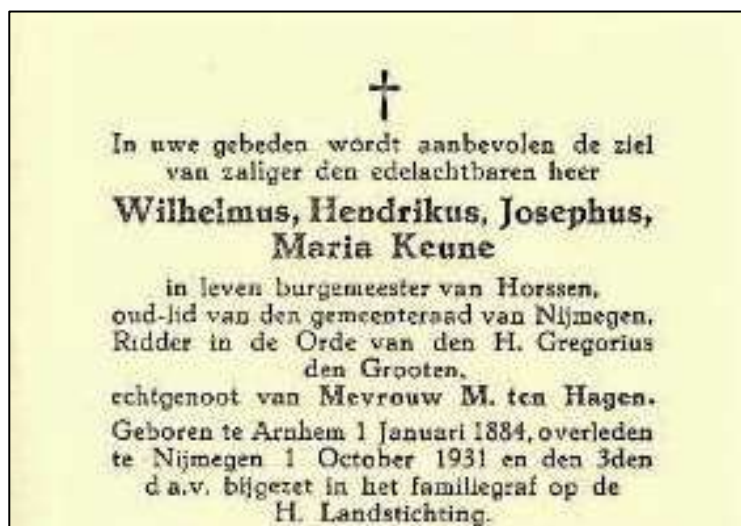 In uwe gebeden wordt aanbevolen de ziel
van zaliger den edelachtbaren heer
Wilhelmus, Hendrikus, Josephus,
Maria Keune
in leven burgemeester van Horssen,
oud-lid van den gemeenteraad van Nijmegen,
Ridder in de Orde van den H. Gregorius
den Grooten,
echtgenoot van Mevrouw M. ten Hagen.
Geboren te Arnhem 1 Januari 1884, overleden
te Nijmegen 1 October 1931 en den 3den
d a.v. bijgezet in het familiegraf op de
H. Landstichting.